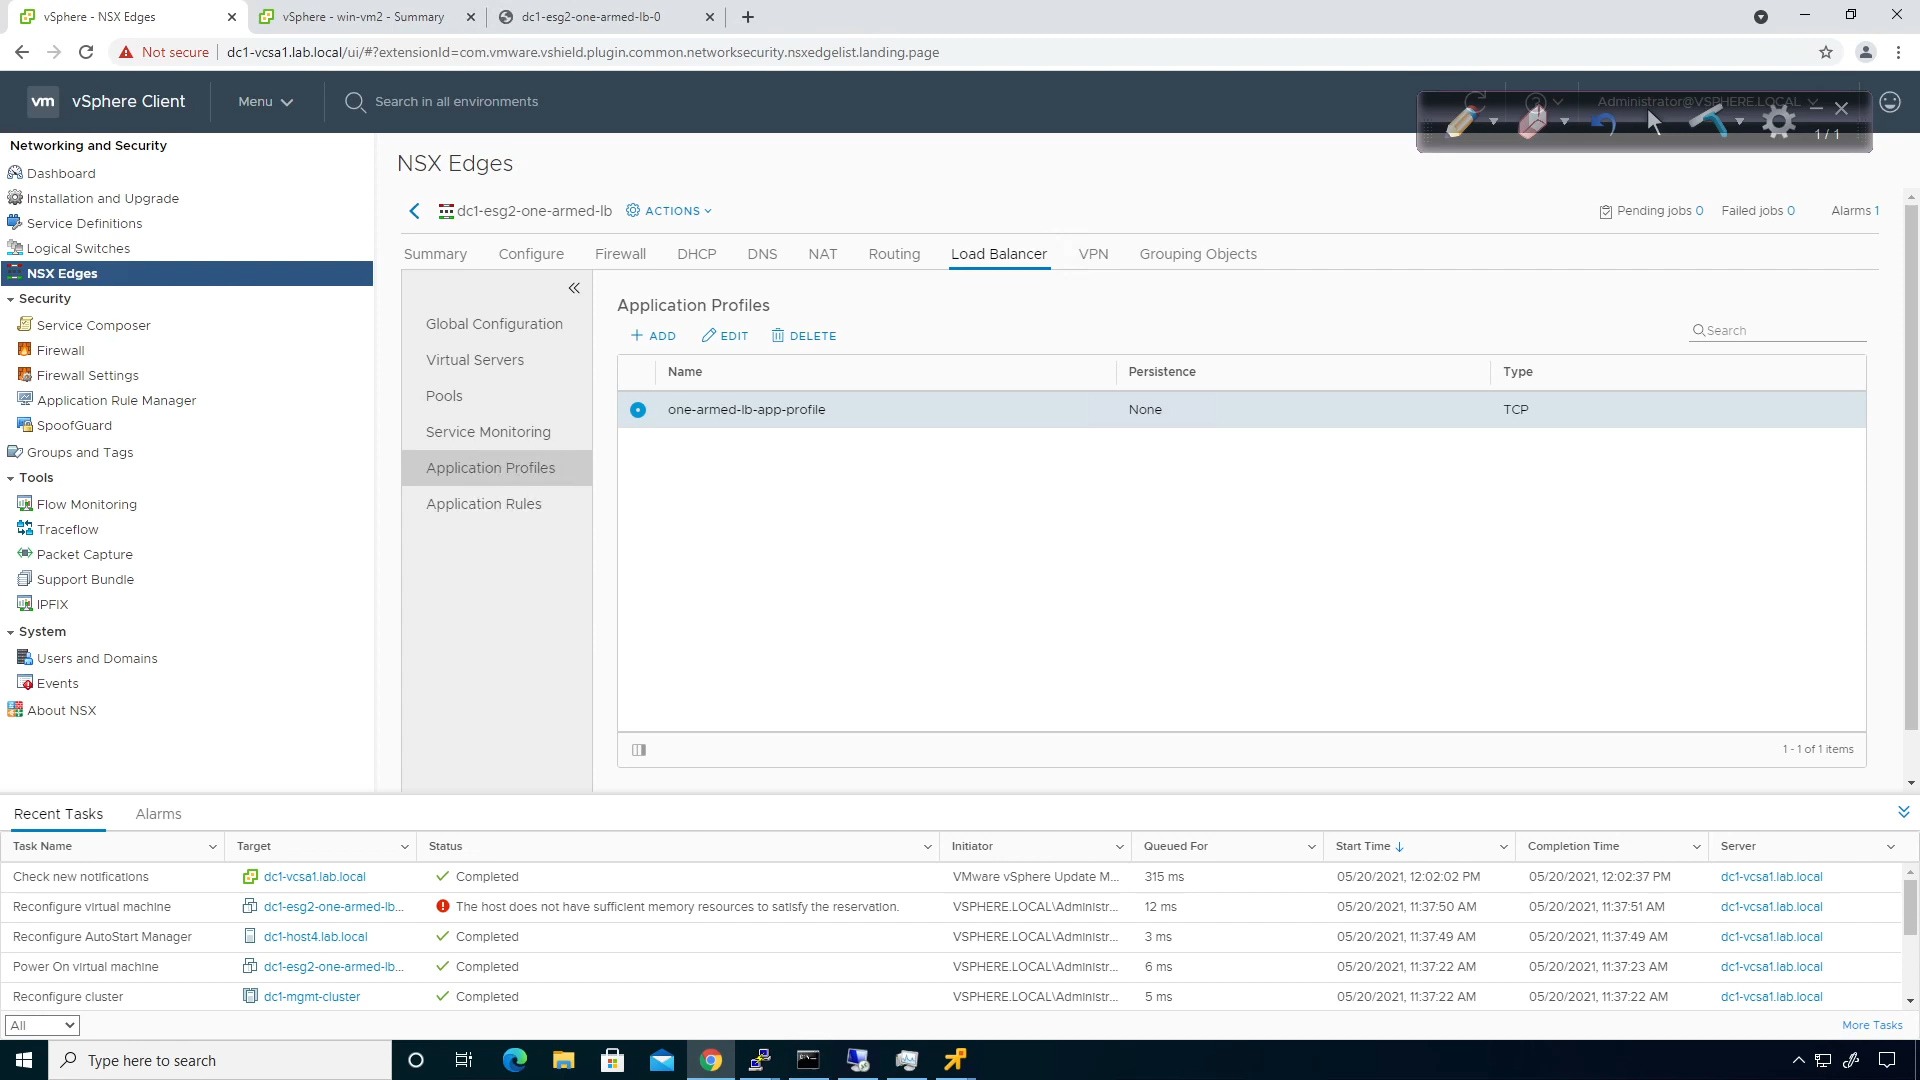 vSphere - NSX Edges
vSphere - win-vm2 - Summary
dc1-esg2-one-armed-lb-0
Not secure
dc1-vcsa1.lab.local/ui/#?extensionId=com.vmware.vshield.plugin.common.networksecurity.nsxedgelist.landing.page
vm
vSphere Client
Menu
Search in all environments
Administrator@VSPHERE.LOCAL
1 / 1
Networking and Security
Dashboard
Installation and Upgrade
Service Definitions
Logical Switches
NSX Edges
Security
Service Composer
Firewall
Firewall Settings
Application Rule Manager
SpoofGuard
Groups and Tags
Tools
Flow Monitoring
Traceflow
Packet Capture
Support Bundle
IPFIX
System
Users and Domains
Events
About NSX
NSX Edges
dc1-esg2-one-armed-lb
ACTIONS
Pending jobs 0
Failed jobs 0
Alarms 1
Summary
Configure
Firewall
DHCP
DNS
NAT
Routing
Load Balancer
VPN
Grouping Objects
Global Configuration
Virtual Servers
Pools
Service Monitoring
Application Profiles
Application Rules
Application Profiles
ADD
EDIT
DELETE
Search
Name
Persistence
Type
one-armed-lb-app-profile
None
TCP
1 - 1 of 1 items
Recent Tasks
Alarms
Task Name
Target
Status
Initiator
Queued For
Start Time
Completion Time
Server
Check new notifications
dc1-vcsa1.lab.local
Completed
VMware vSphere Update M...
315 ms
05/20/2021, 12:02:02 PM
05/20/2021, 12:02:37 PM
dc1-vcsa1.lab.local
Reconfigure virtual machine
dc1-esg2-one-armed-lb...
The host does not have sufficient memory resources to satisfy the reservation.
VSPHERE.LOCAL\Administr...
12 ms
05/20/2021, 11:37:50 AM
05/20/2021, 11:37:51 AM
dc1-vcsa1.lab.local
Reconfigure AutoStart Manager
dc1-host4.lab.local
Completed
VSPHERE.LOCAL\Administr...
3 ms
05/20/2021, 11:37:49 AM
05/20/2021, 11:37:49 AM
dc1-vcsa1.lab.local
Power On virtual machine
dc1-esg2-one-armed-lb...
Completed
VSPHERE.LOCAL\Administr...
6 ms
05/20/2021, 11:37:22 AM
05/20/2021, 11:37:23 AM
dc1-vcsa1.lab.local
Reconfigure cluster
dc1-mgmt-cluster
Completed
VSPHERE.LOCAL\Administr...
5 ms
05/20/2021, 11:37:22 AM
05/20/2021, 11:37:22 AM
dc1-vcsa1.lab.local
All
More Tasks
Type here to search